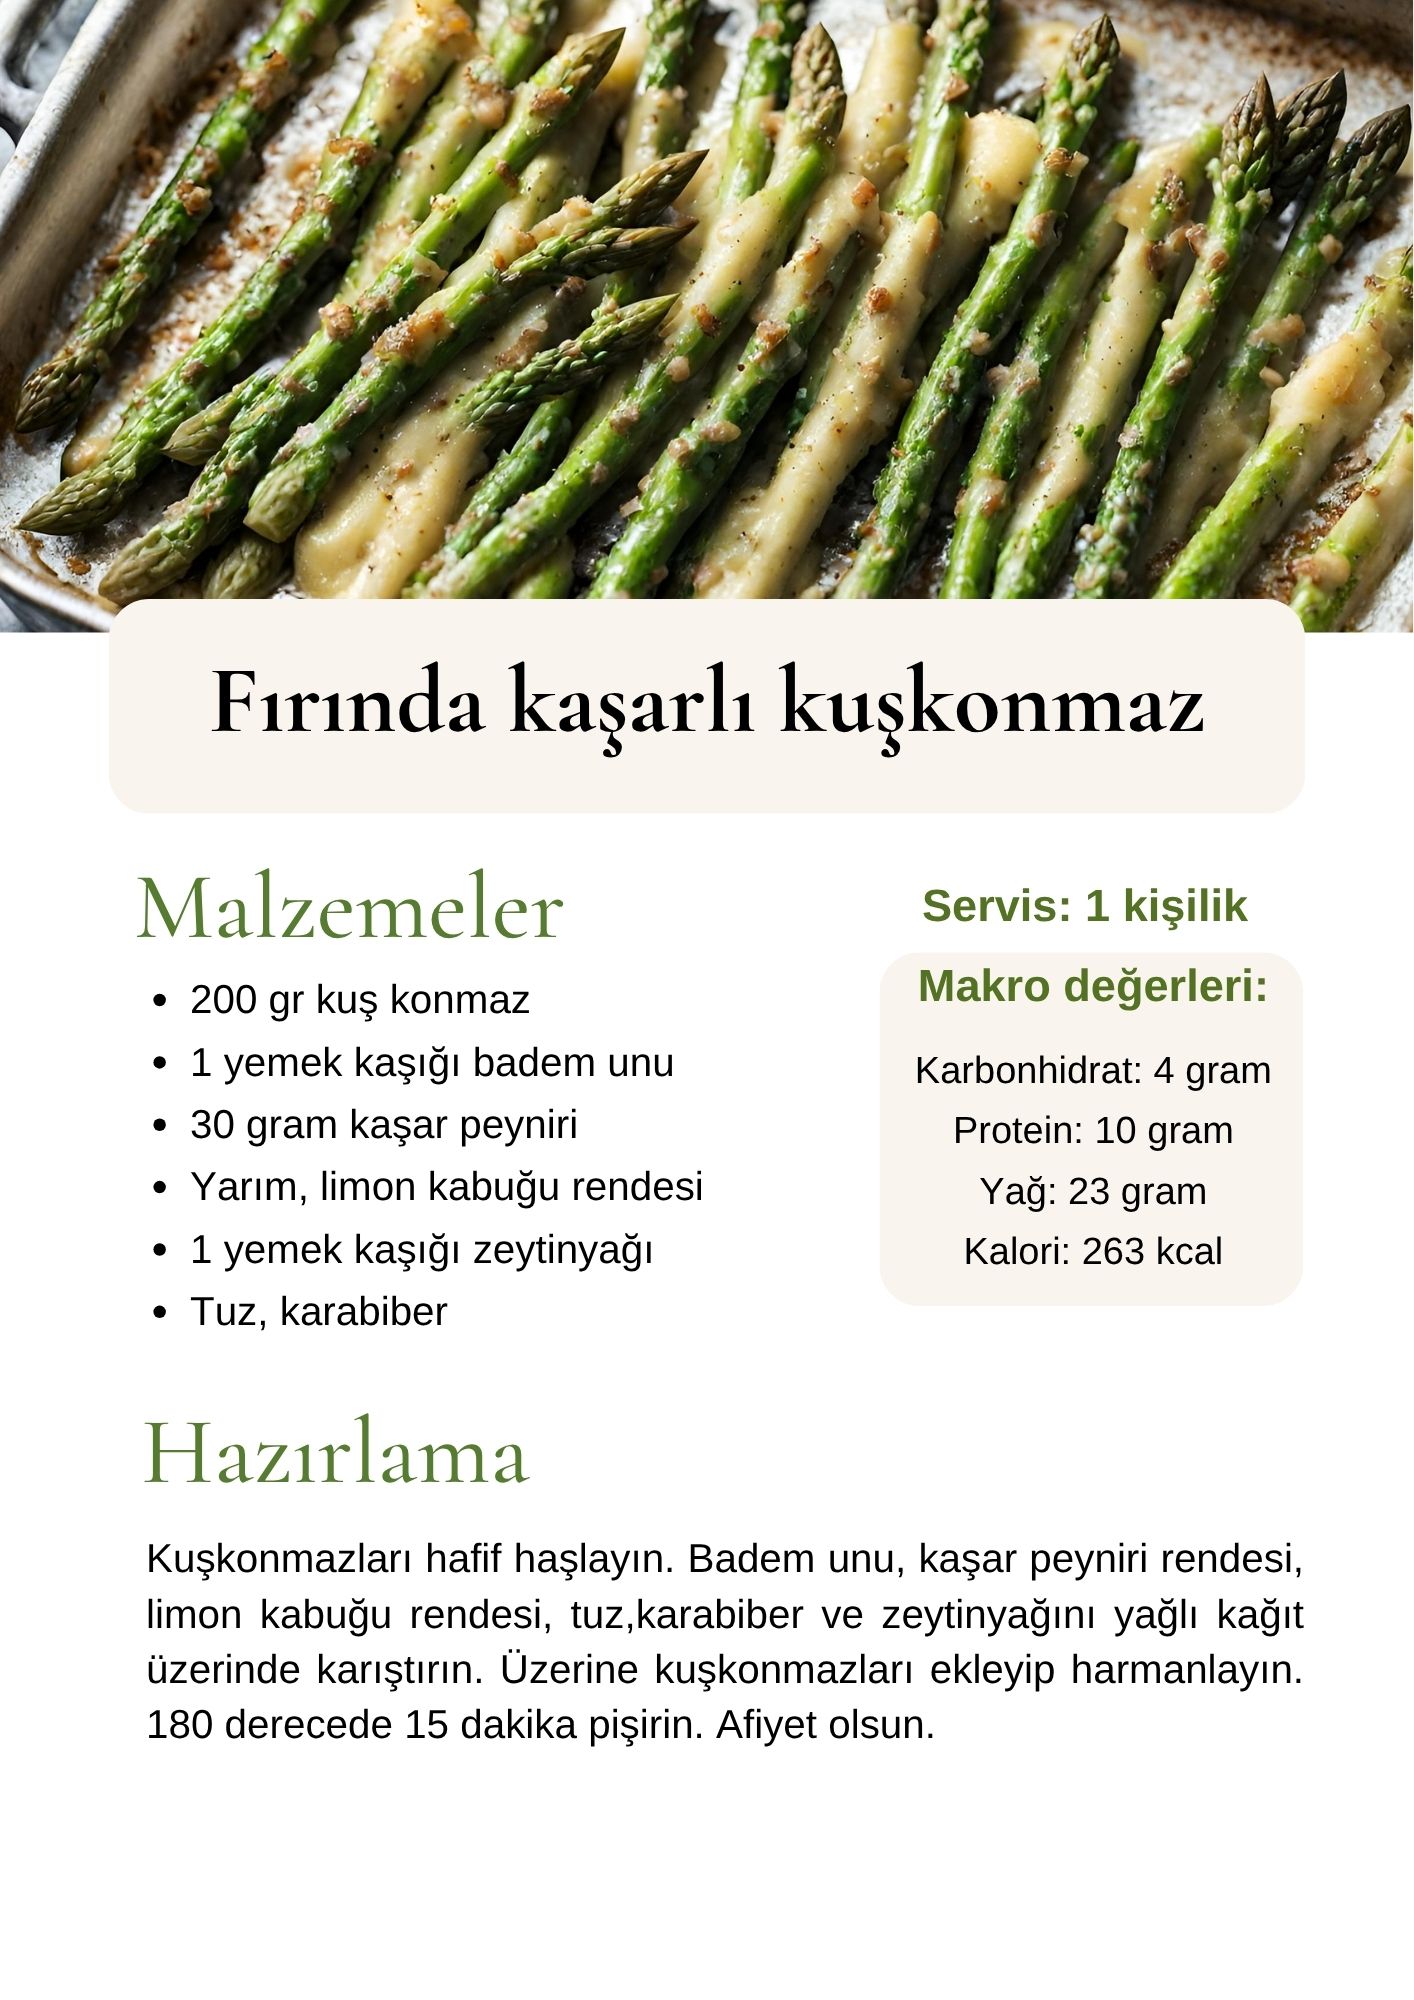 Fırında kaşarlı kuşkonmaz
Malzemeler
• 200 gr kuş konmaz
• 1 yemek kaşığı badem unu
• 30 gram kaşar peyniri
• Yarım, limon kabuğu rendesi
• 1 yemek kaşığı zeytinyağı
• Tuz, karabiber
Servis: 1 kişilik
Makro değerleri:
Karbonhidrat: 4 gram
Protein: 10 gram
Yağ: 23 gram
Kalori: 263 kcal
Hazırlama
Kuşkonmazları hafif haşlayın. Badem unu, kaşar peyniri rendesi,
limon kabuğu rendesi, tuz,karabiber ve zeytinyağını yağlı kağıt
üzerinde karıştırın. Üzerine kuşkonmazları ekleyip harmanlayın.
180 derecede 15 dakika pişirin. Afiyet olsun.